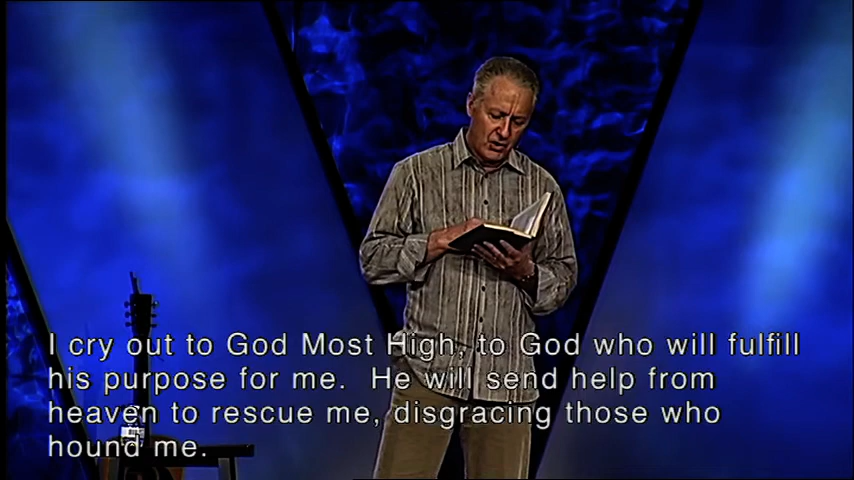 I cry out to God Most High, to God who will fulfill
his purpose for me.  He will send help from
heaven to rescue me, disgracing those who
hound me.